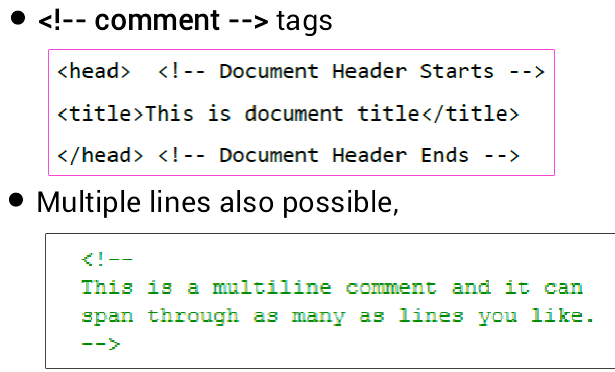 ● <!-- comment --> tags
<head>  <!-- Document Header Starts -->
<title>This is document title</title>
</head> <!-- Document Header Ends -->
● Multiple lines also possible,
<!--
This is a multiline comment and it can
span through as many as lines you like.
-->